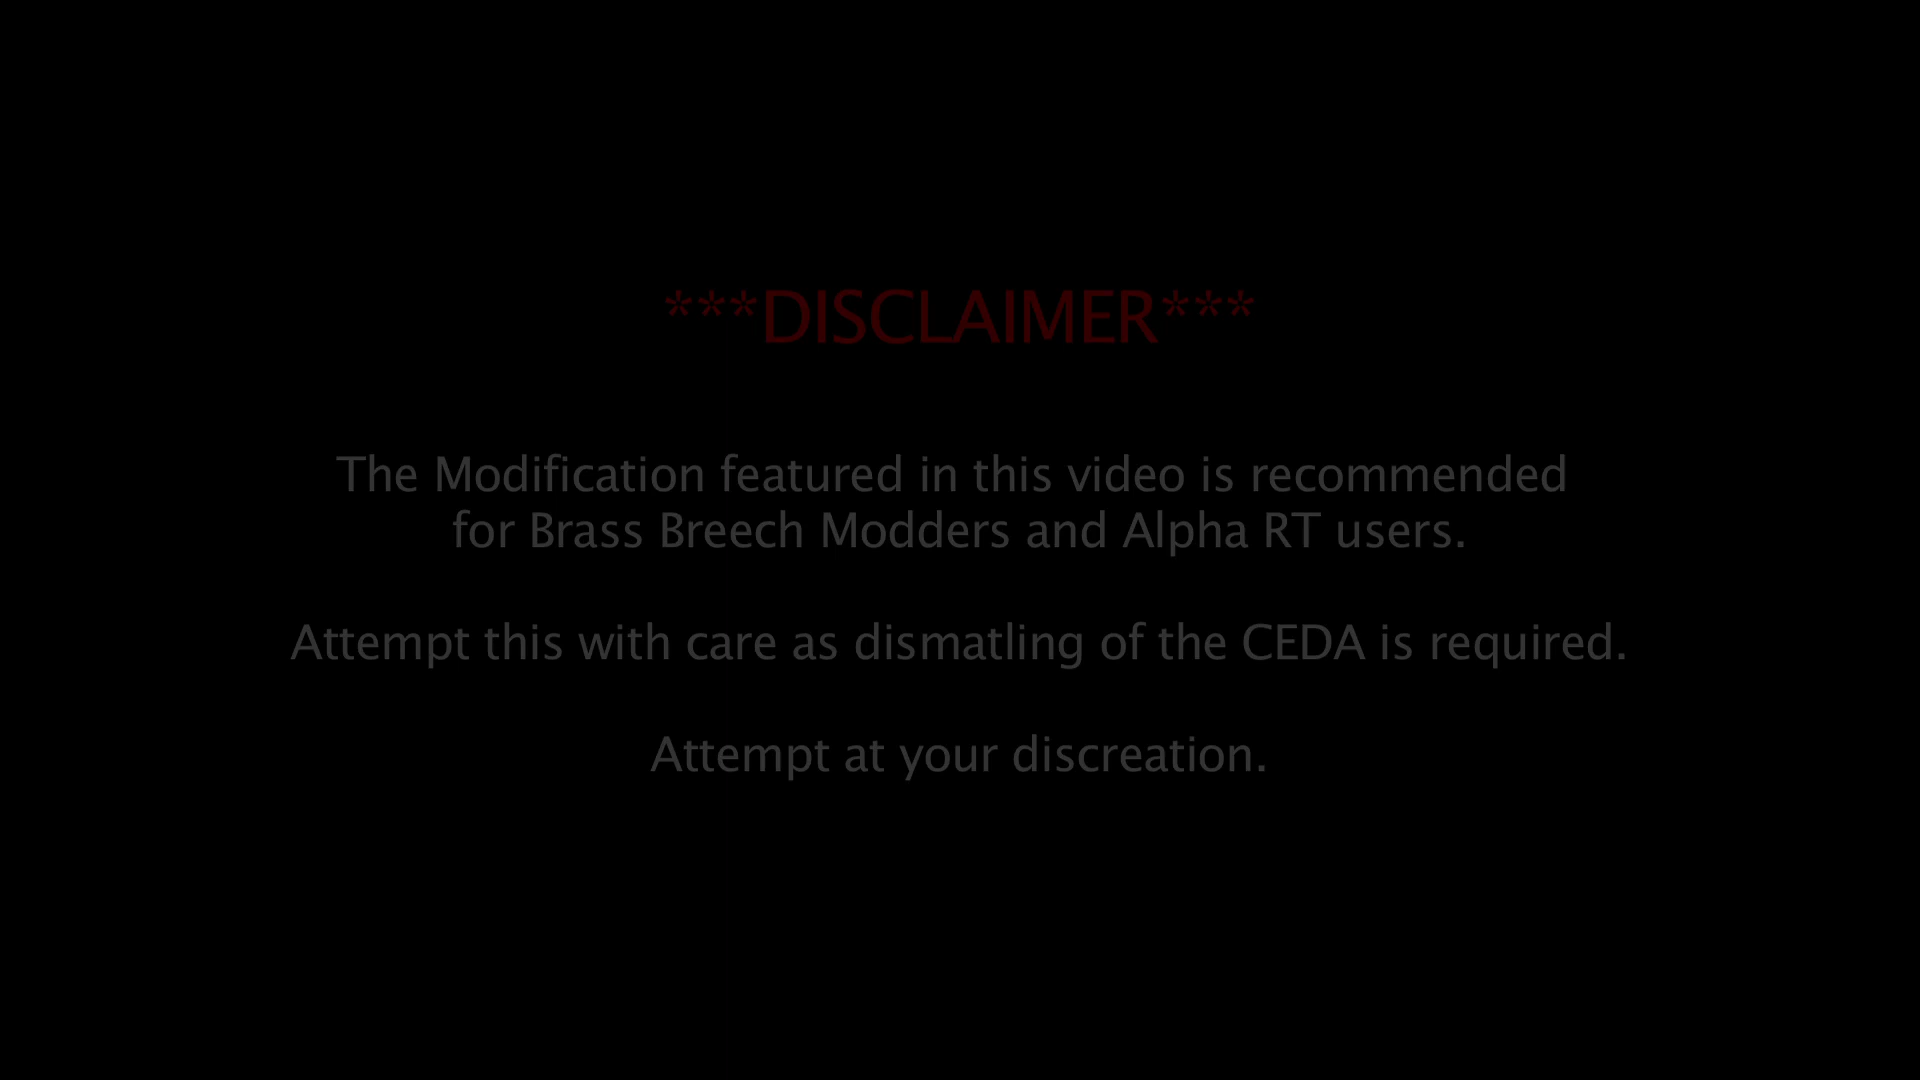 ***DISCLAIMER***
The Modification featured in this video is recommended
for Brass Breech Modders and Alpha RT users.
Attempt this with care as dismatling of the CEDA is required.
Attempt at your discreation.